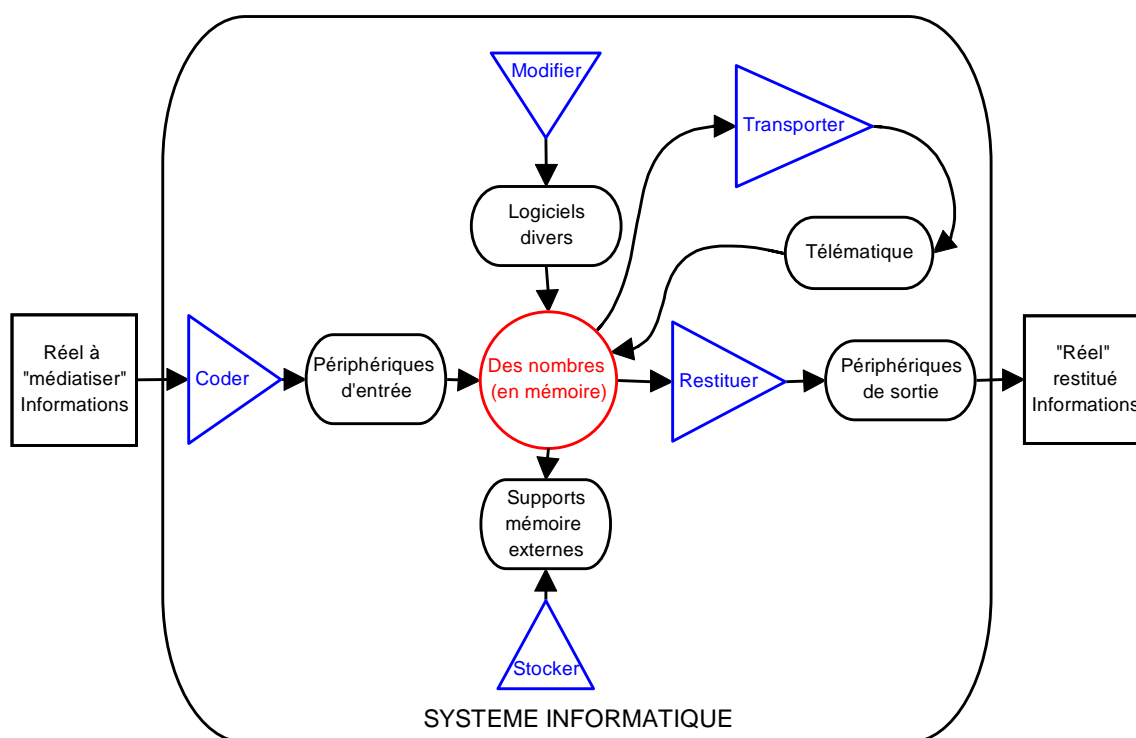 Modifier
Transporter
Logiciels
divers
Télématique
Réel à
"médiatiser"
Informations
Coder
Périphériques
d'entrée
Des nombres
(en mémoire)
Restituer
Périphériques
de sortie
"Réel"
restitué
Informations
Supports
mémoire
externes
Stocker
SYSTEME INFORMATIQUE